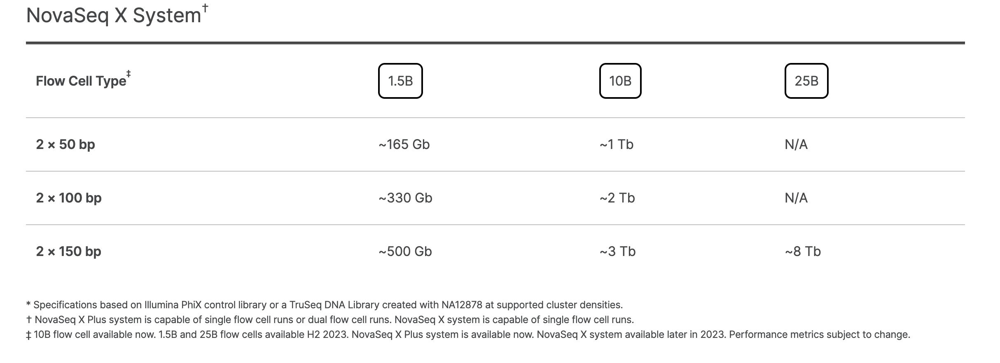 NovaSeq X System†
Flow Cell Type‡ 1.5B 10B 25B
2 × 50 bp ~165 Gb ~1 Tb N/A
2 × 100 bp ~330 Gb ~2 Tb N/A
2 × 150 bp ~500 Gb ~3 Tb ~8 Tb
* Specifications based on Illumina PhiX control library or a TruSeq DNA Library created with NA12878 at supported cluster densities.
† NovaSeq X Plus system is capable of single flow cell runs or dual flow cell runs. NovaSeq X system is capable of single flow cell runs.
‡ 10B flow cell available now. 1.5B and 25B flow cells available H2 2023. NovaSeq X Plus system is available now. NovaSeq X system available later in 2023. Performance metrics subject to change.